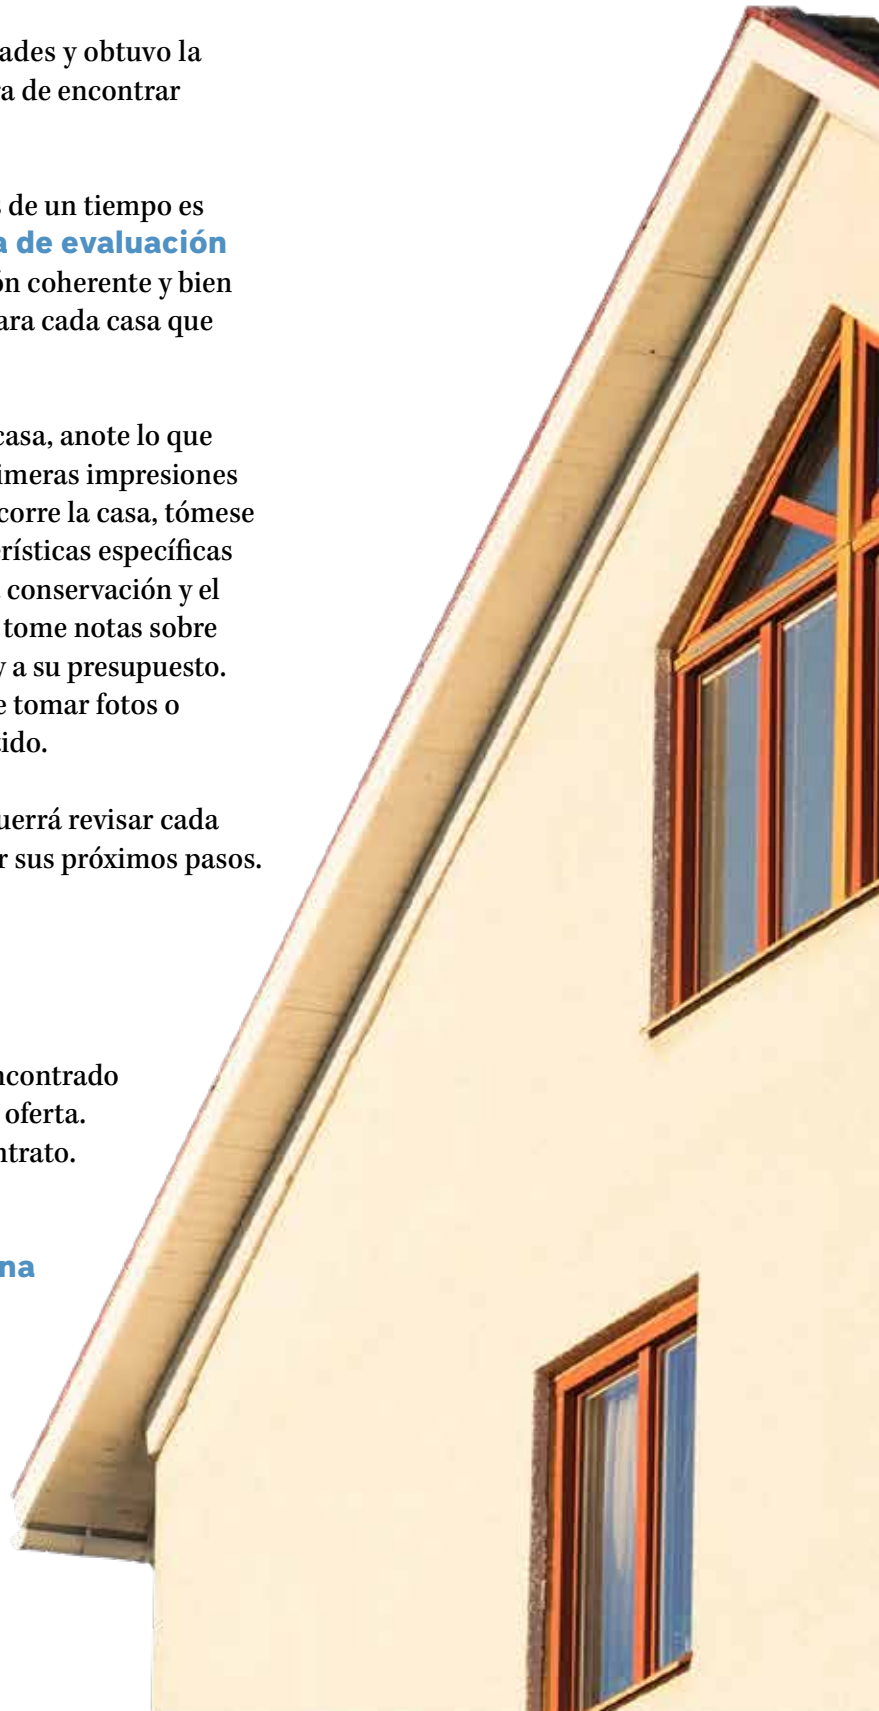 ades y obtuvo la
a de encontrar
s de un tiempo es
a de evaluación
ón coherente y bien
ara cada casa que
casa, anote lo que
imeras impresiones
corre la casa, tómese
erísticas específicas
conservación y el
tome notas sobre
y a su presupuesto.
e tomar fotos o
ido.
uerrá revisar cada
r sus próximos pasos.
ncontrado
oferta.
ntrato.
na